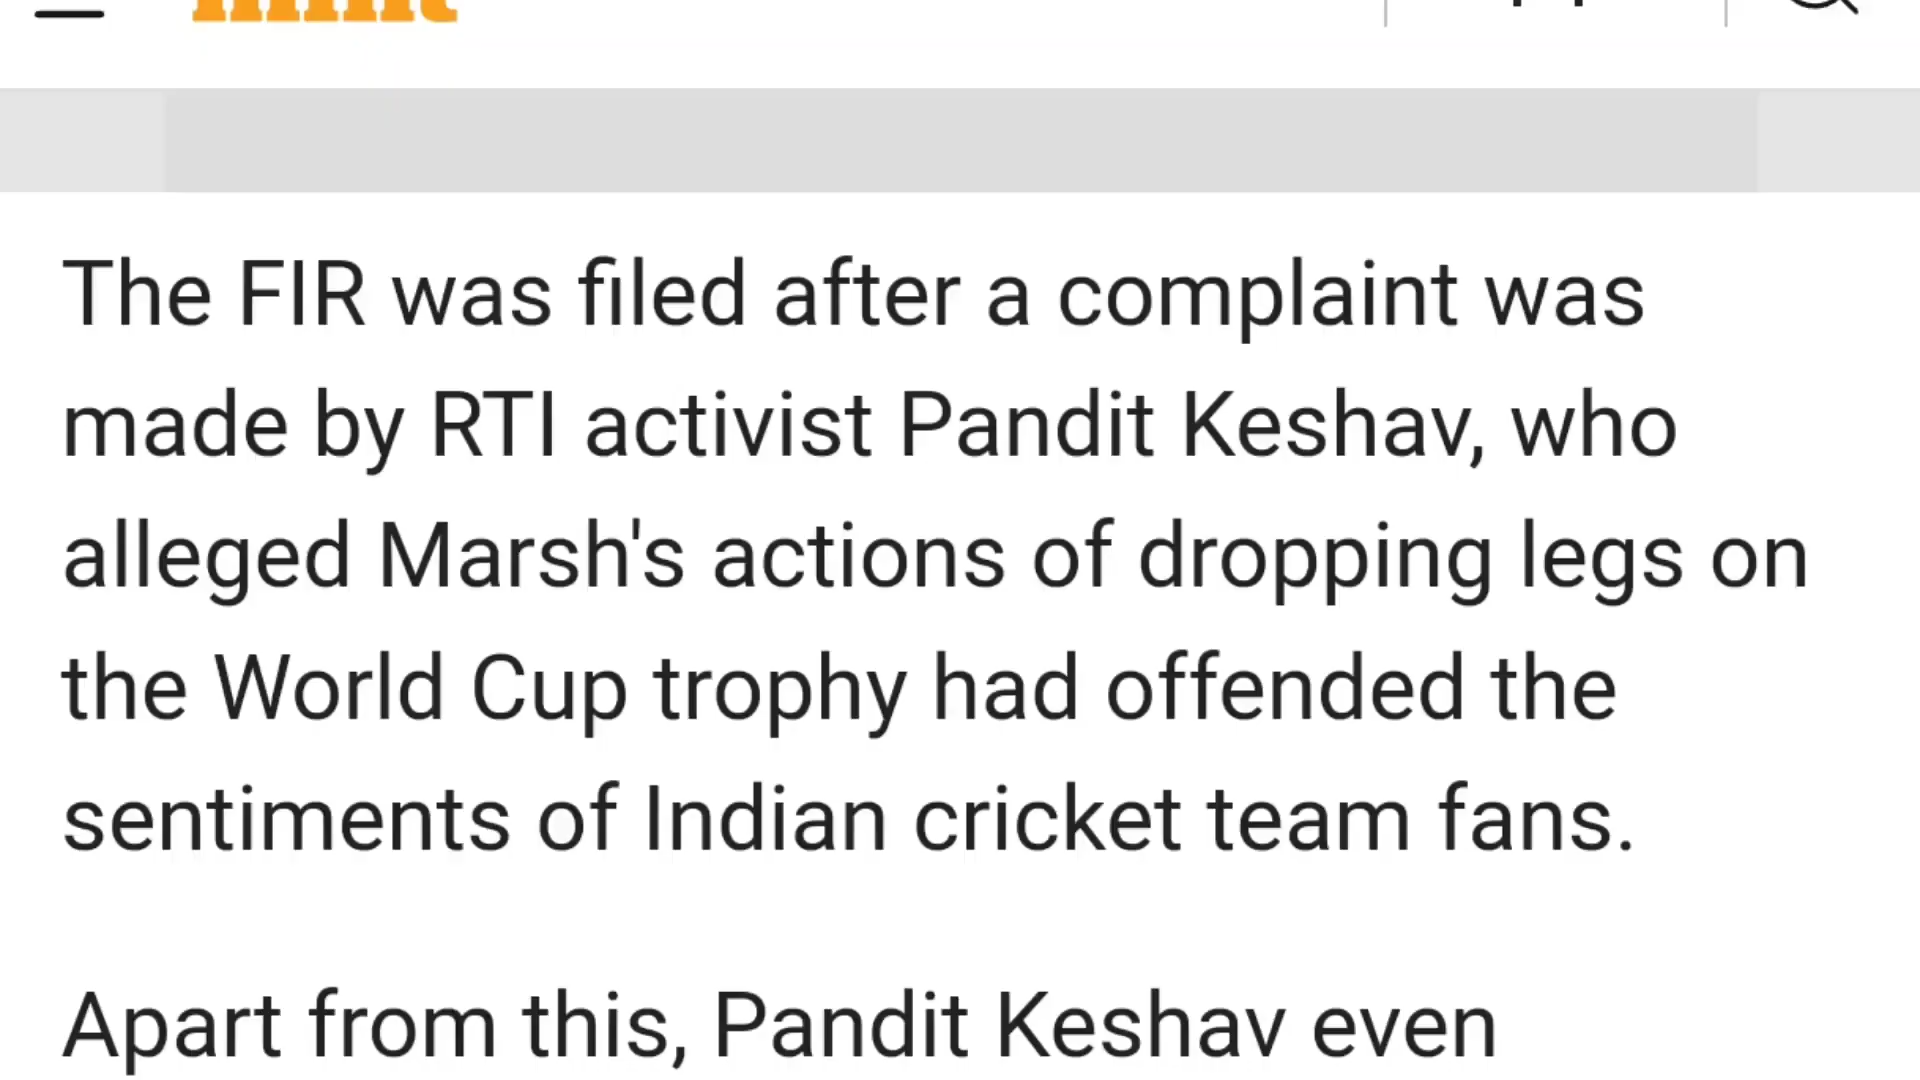 The FIR was filed after a complaint was
made by RTI activist Pandit Keshav, who
alleged Marsh's actions of dropping legs on
the World Cup trophy had offended the
sentiments of Indian cricket team fans.
Apart from this, Pandit Keshav even